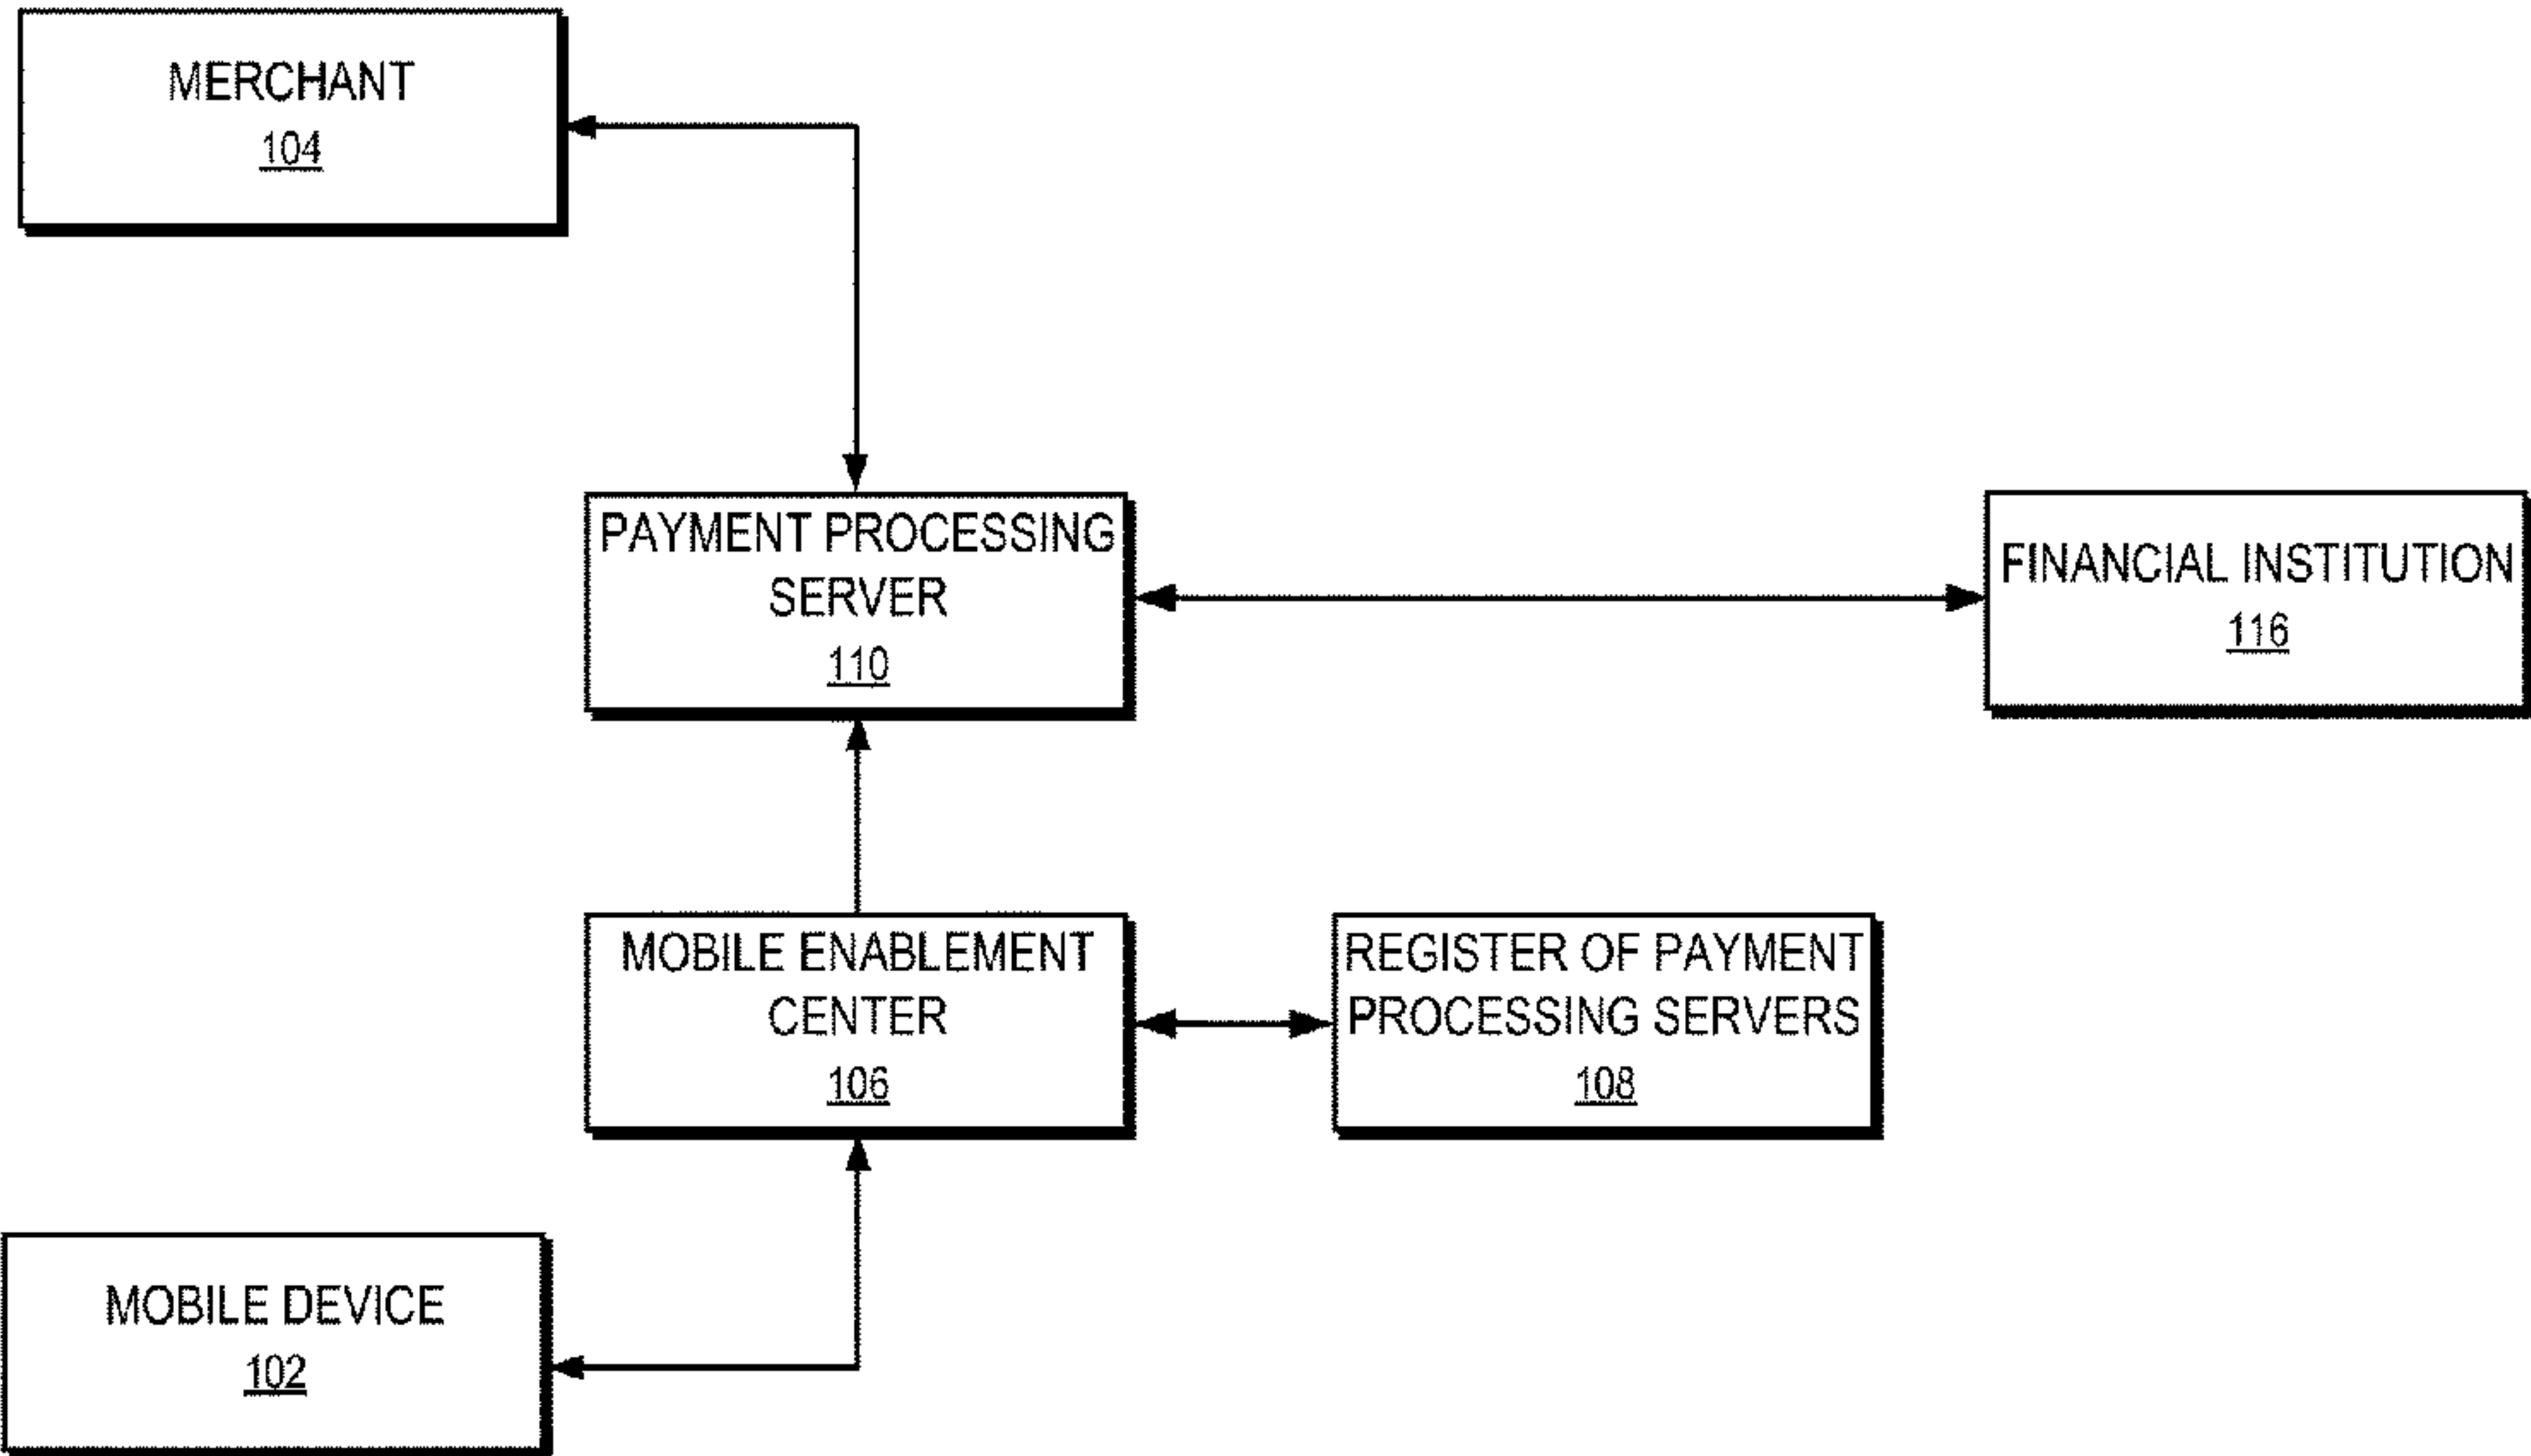 MERCHANT
104
PAYMENT PROCESSING
SERVER
110
FINANCIAL INSTITUTION
116
MOBILE ENABLEMENT
CENTER
106
REGISTER OF PAYMENT
PROCESSING SERVERS
108
MOBILE DEVICE
102